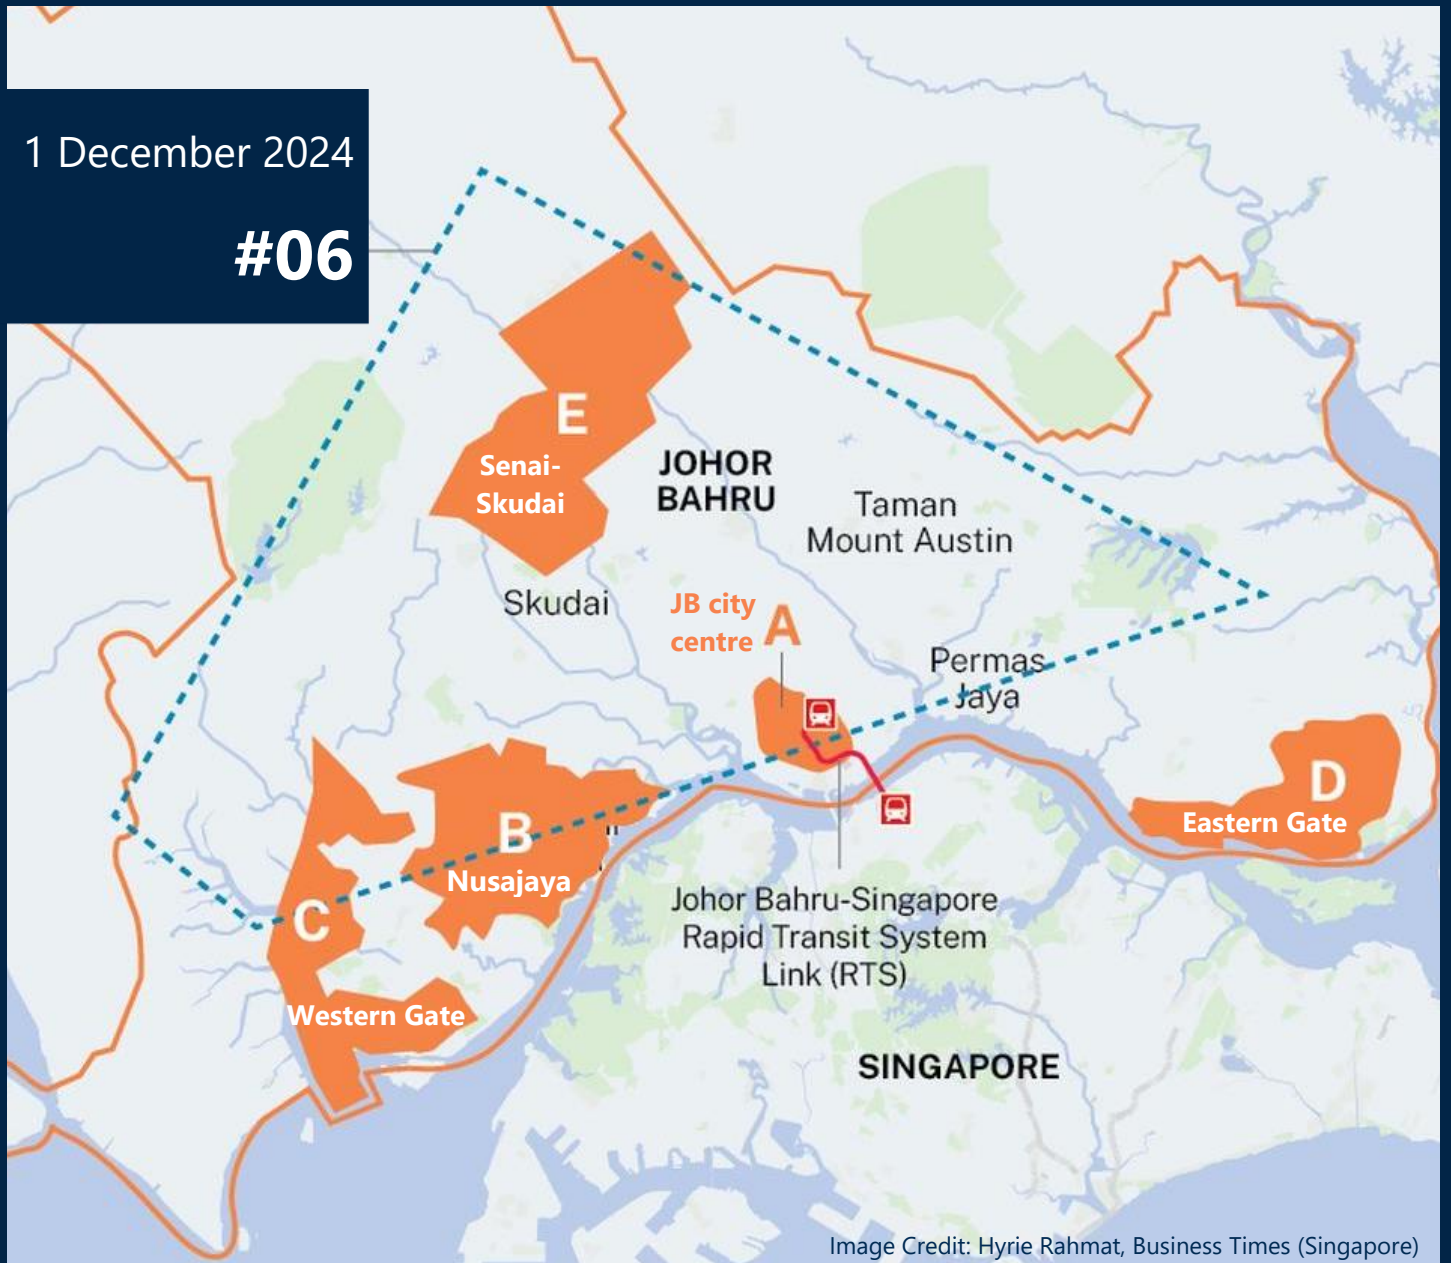 1 December 2024
#06
E
Senai-
Skudai
JOHOR
BAHRU
Taman
Mount Austin
Skudai
JB city
centre
A
Permas
Jaya
B
Nusajaya
C
Western Gate
D
Eastern Gate
Johor Bahru-Singapore
Rapid Transit System
Link (RTS)
SINGAPORE
Image Credit: Hyrie Rahmat, Business Times (Singapore)